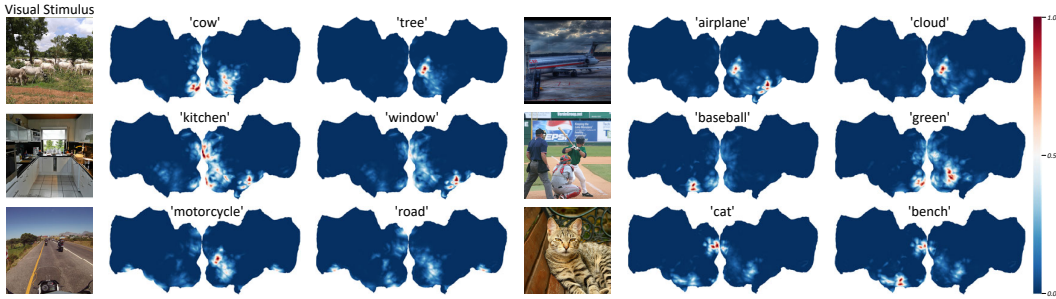 Visual Stimulus
'cow' 'tree' 'airplane' 'cloud' 1.0
'kitchen' 'window' PEPSI 'baseball' 'green' 0.5
'motorcycle' 'road' 'cat' 'bench'
0.0